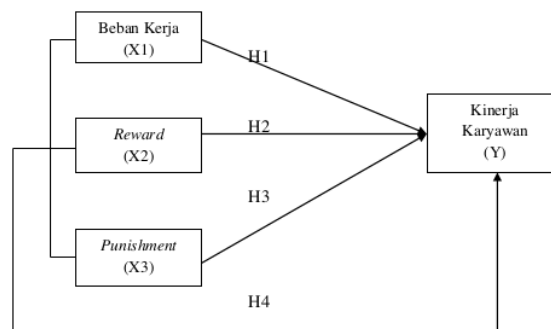 Beban Kerja
(X1)
H1
Kinerja
Karyawan
(Y)
Reward
(X2)
H2
H3
Punishment
(X3)
H4